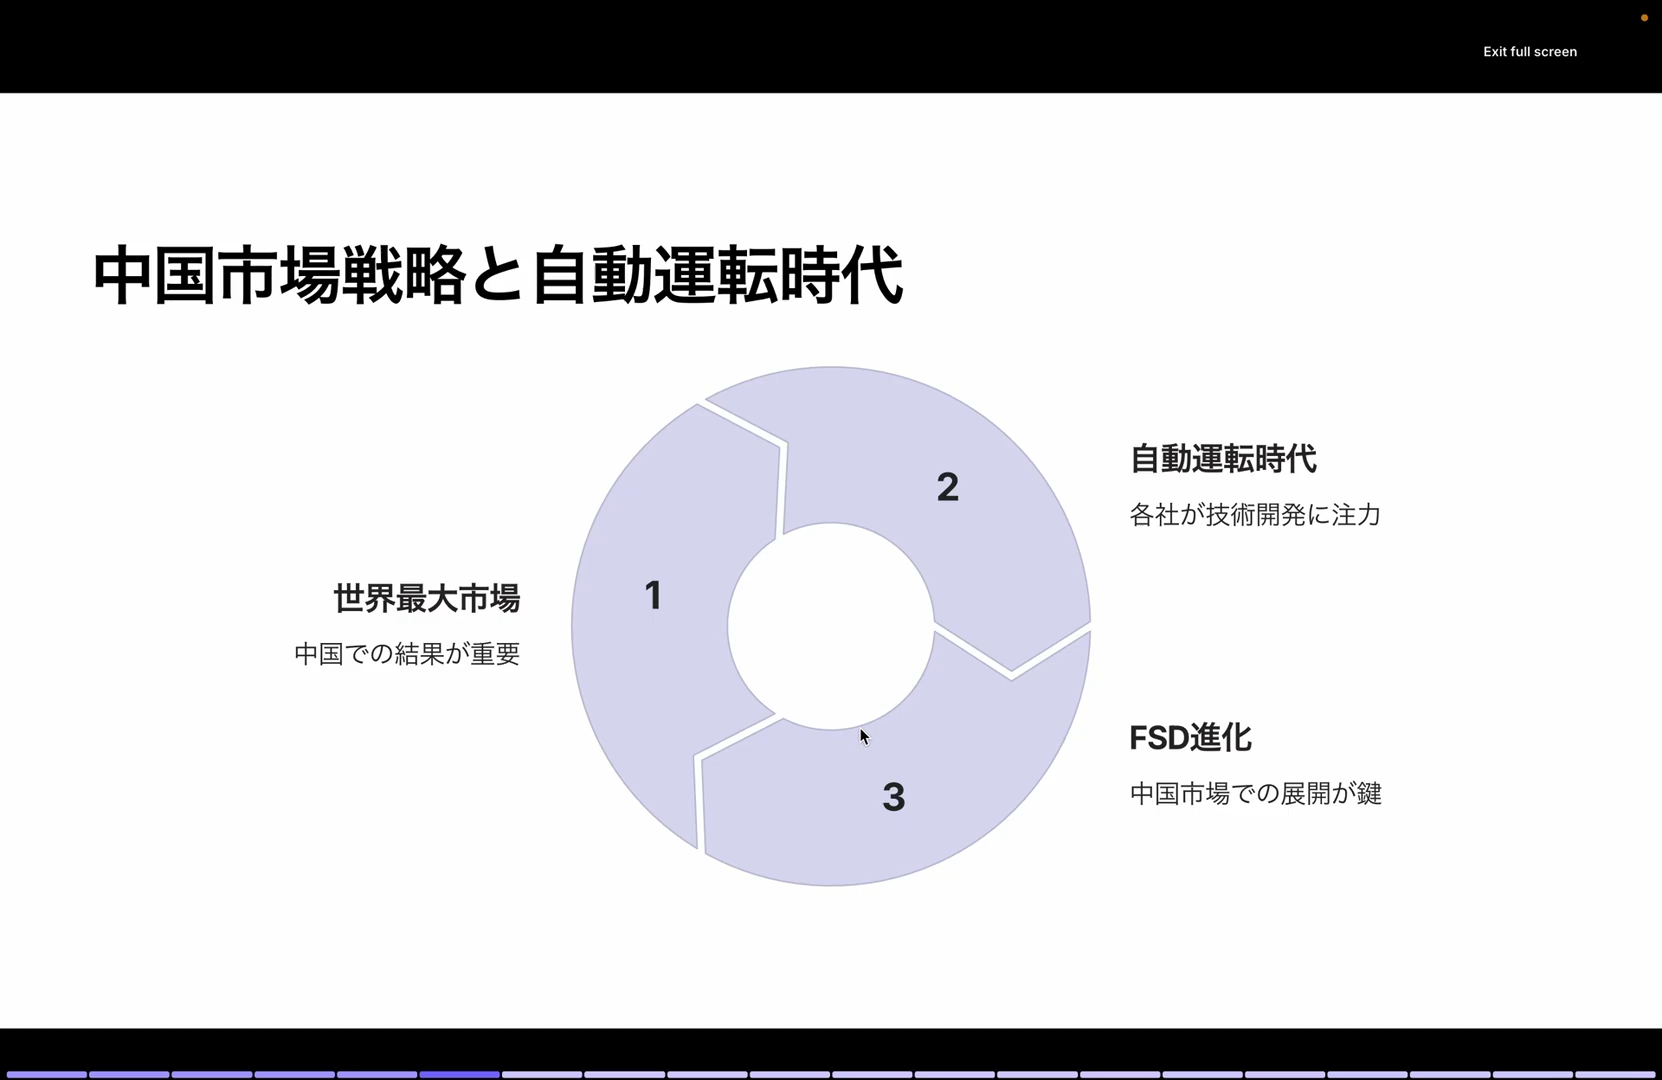 Exit full screen
中国市場戦略と自動運転時代
2
自動運転時代
各社が技術開発に注力
1
世界最大市場
中国での結果が重要
3
FSD進化
中国市場での展開が鍵